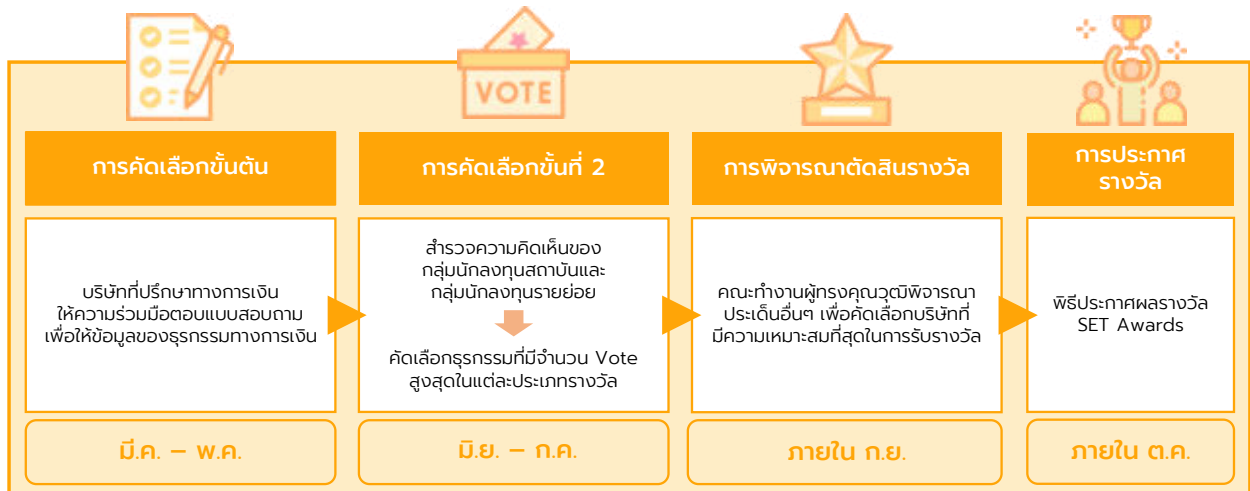 VOTE
การคัดเลือกขั้นต้น
บริษัทที่ปรึกษาทางการเงิน
ให้ความร่วมมือตอบแบบสอบถาม
เพื่อให้ข้อมูลของธุรกรรมทางการเงิน
มี.ค. – พ.ค.
การคัดเลือกขั้นที่ 2
สำรวจความคิดเห็นของ
กลุ่มนักลงทุนสถาบันและ
กลุ่มนักลงทุนรายย่อย
คัดเลือกธุรกรรมที่มีจำนวน Vote
สูงสุดในแต่ละประเภทรางวัล
มิ.ย. – ก.ค.
การพิจารณาตัดสินรางวัล
คณะทำงานผู้ทรงคุณวุฒิพิจารณา
ประเด็นอื่นๆ เพื่อคัดเลือกบริษัทที่
มีความเหมาะสมที่สุดในการรับรางวัล
ภายใน ก.ย.
การประกาศ
รางวัล
พิธีประกาศผลรางวัล
SET Awards
ภายใน ต.ค.